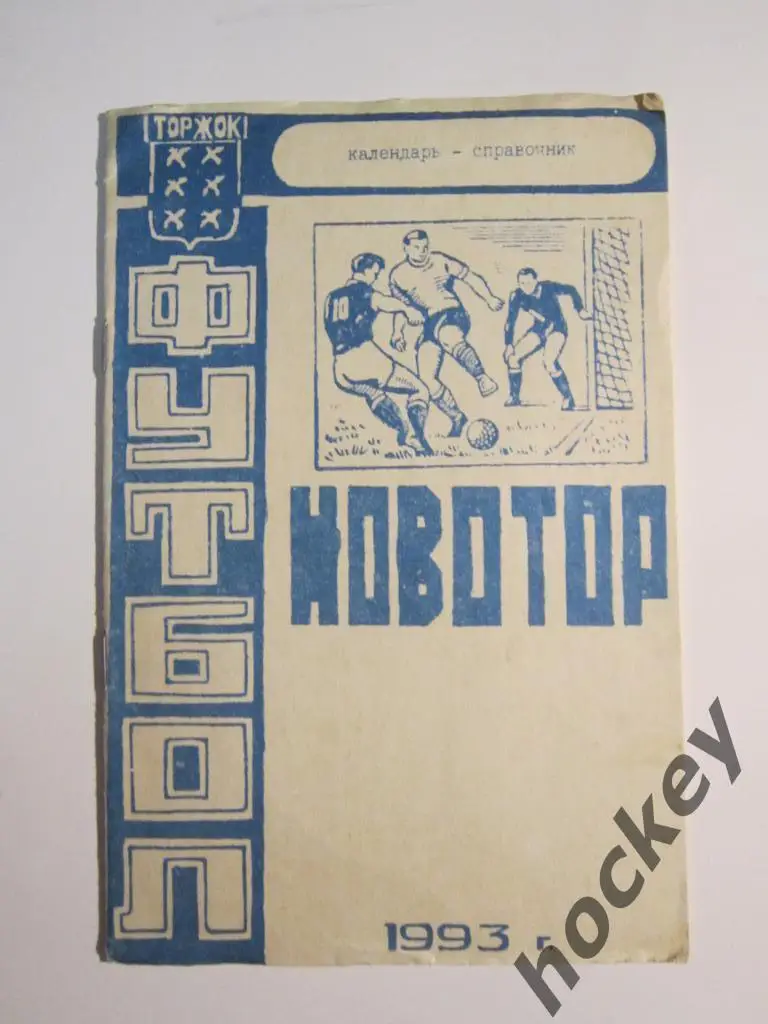 ТОРЖОК
календарь - справочник
ФУТБОЛ
10
НОВОТОР
1993 г.
hockey